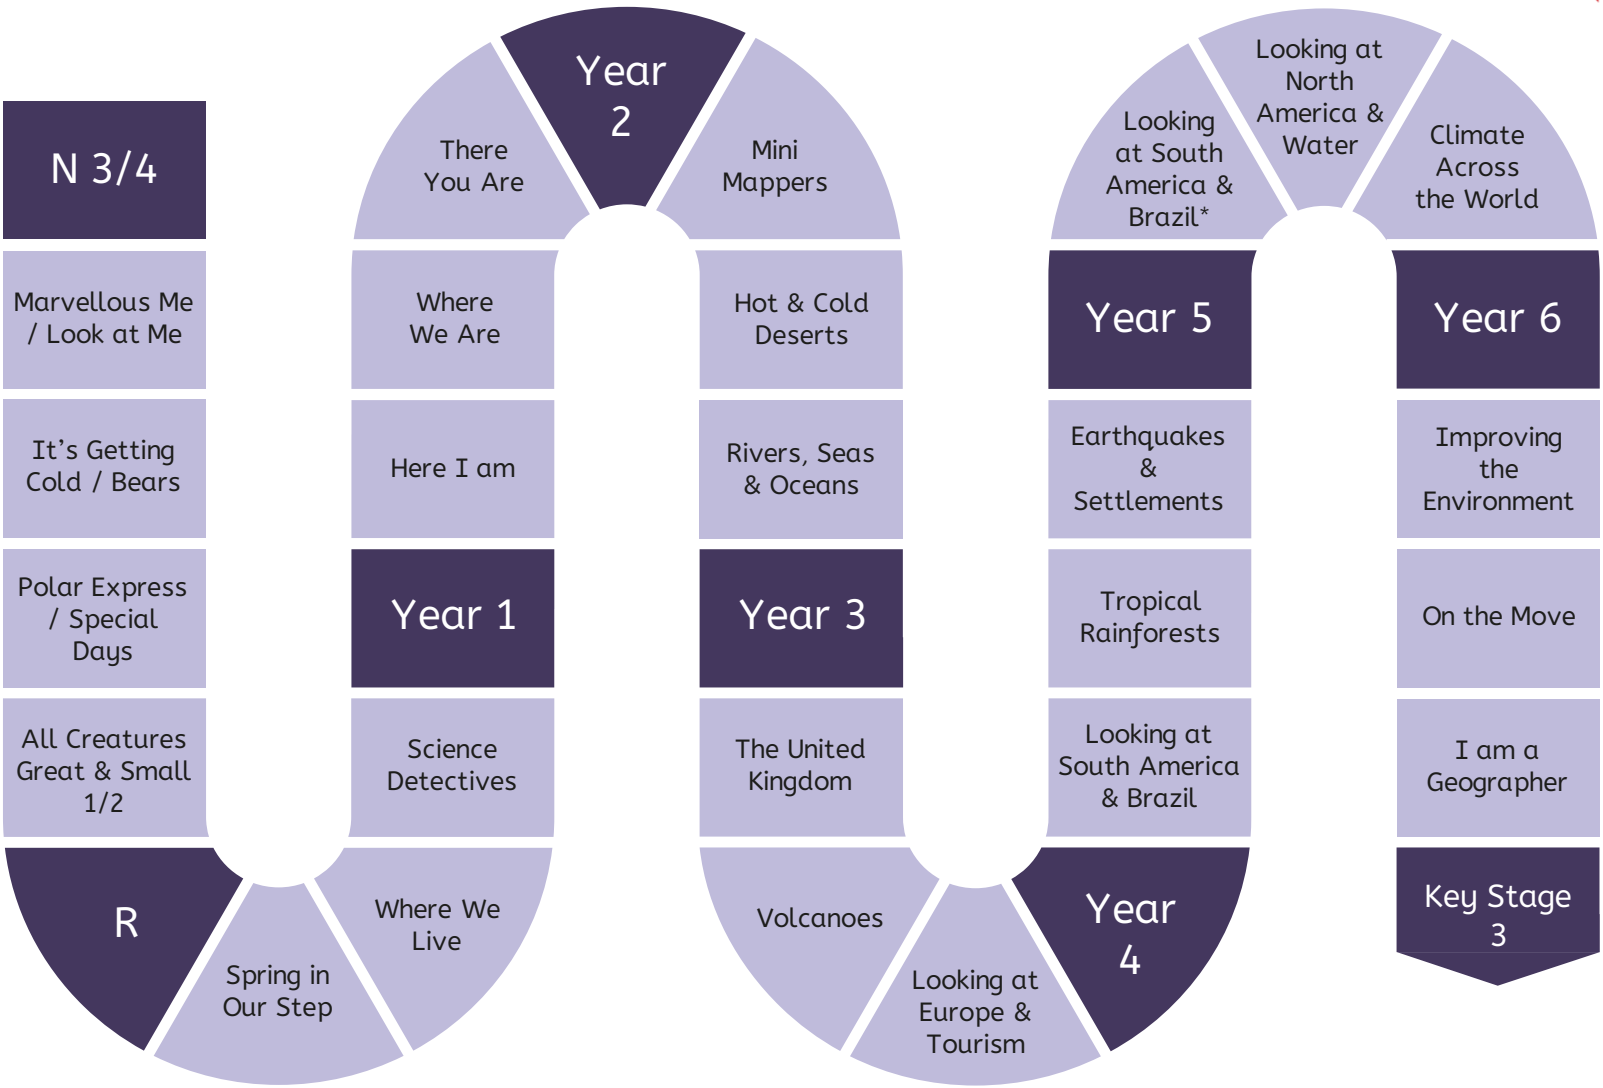 N 3/4
Marvellous Me
/ Look at Me
It's Getting
Cold / Bears
Polar Express
/ Special
Days
All Creatures
Great & Small
1/2
R
Spring in
Our Step
Where We
Live
Science
Detectives
Year 1
Here I am
Where
We Are
There
You Are
Year
2
Mini
Mappers
Hot & Cold
Deserts
Rivers, Seas
& Oceans
Year 3
The United
Kingdom
Volcanoes
Looking at
Europe &
Tourism
Year
4
Looking at
South America
& Brazil
Tropical
Rainforests
Earthquakes
&
Settlements
Year 5
Looking
at South
America &
Brazil*
Looking at
North
America &
Water
Climate
Across
the World
Year 6
Improving
the
Environment
On the Move
I am a
Geographer
Key Stage
3